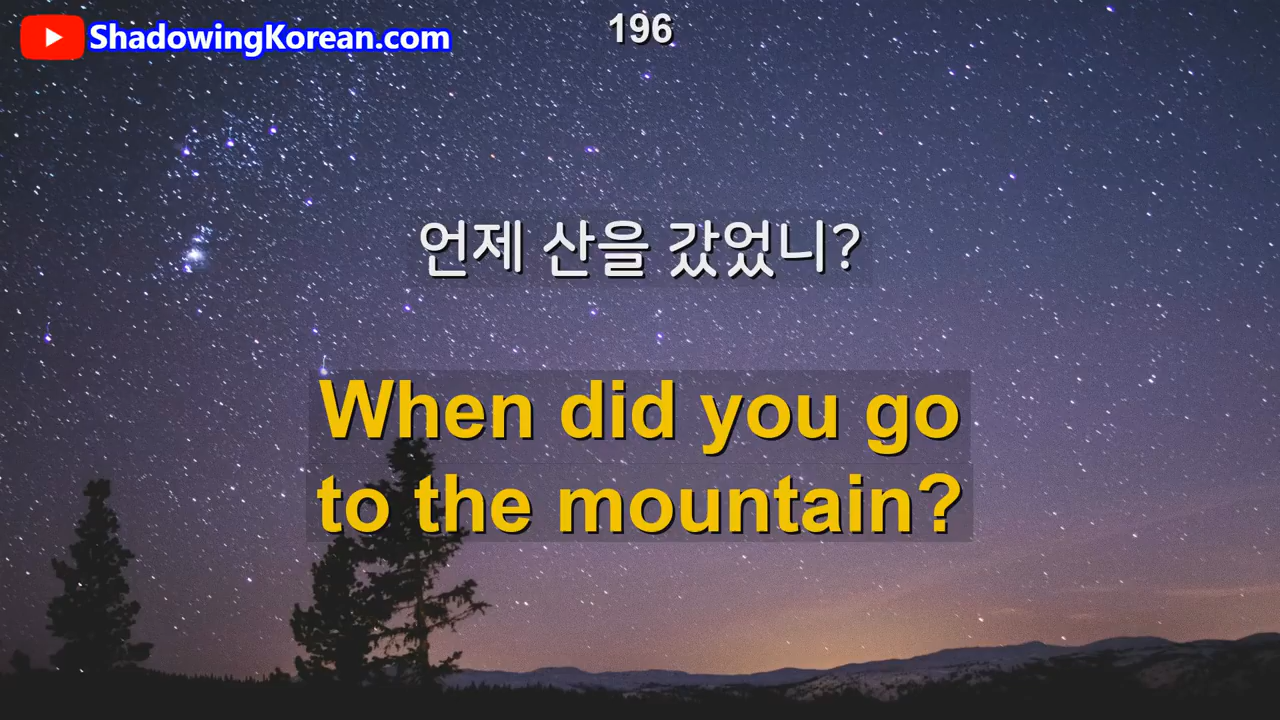 ShadowingKorean.com
196
언제 산을 갔었니?
When did you go
to the mountain?